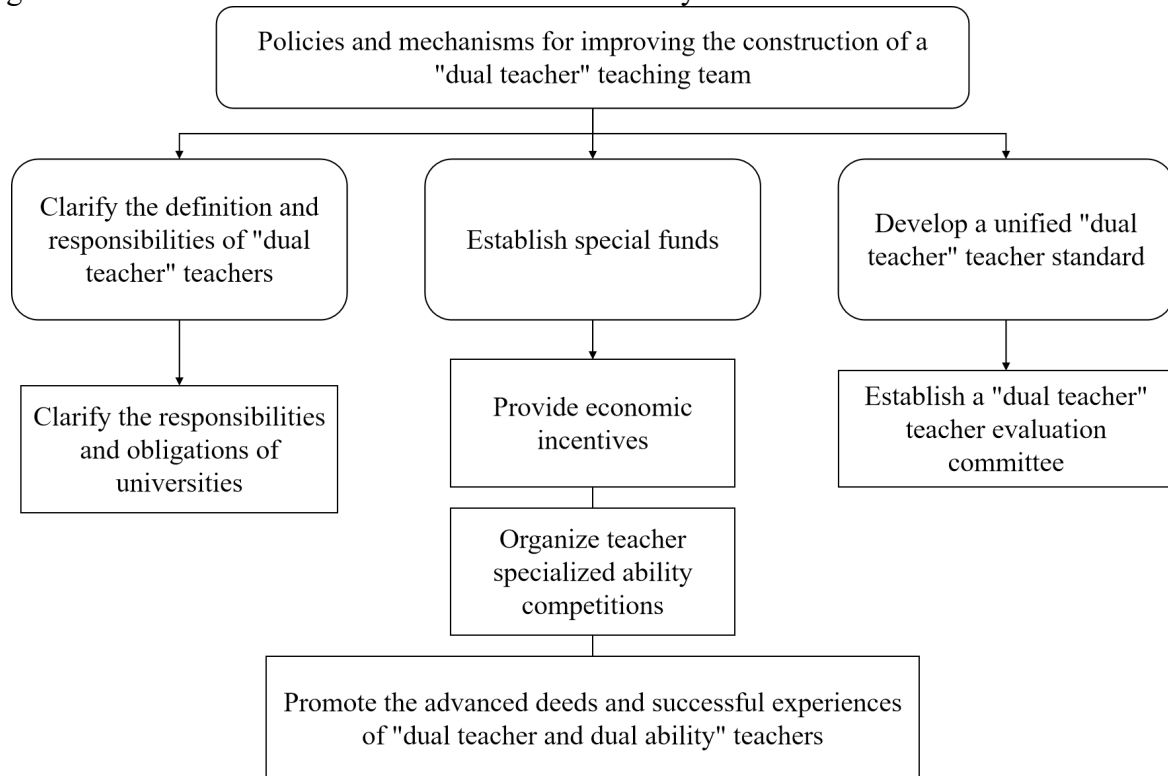 Policies and mechanisms for improving the construction of a
"dual teacher" teaching team
Clarify the definition and
responsibilities of "dual
teacher" teachers
Establish special funds
Develop a unified "dual
teacher" teacher standard
Clarify the responsibilities
and obligations of
universities
Provide economic
incentives
Establish a "dual teacher"
teacher evaluation
committee
Organize teacher
specialized ability
competitions
Promote the advanced deeds and successful experiences
of "dual teacher and dual ability" teachers